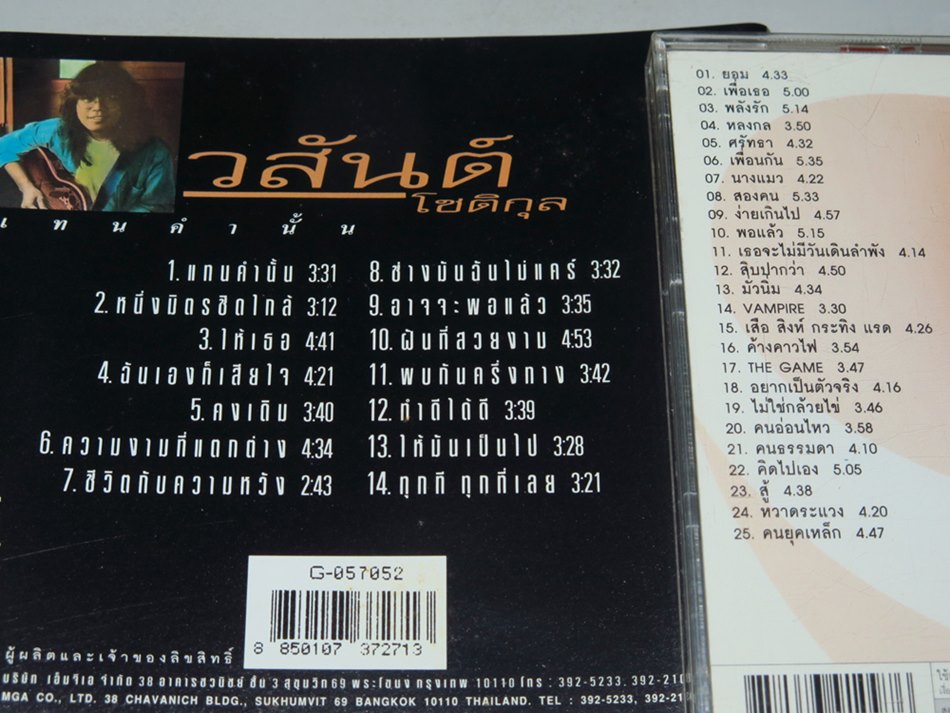 วสันต์
โชติกุล
แทนคำนั้น
1. แทนคำนั้น 3:31
2. หนึ่งมิตรชิดใกล้ 3:12
3. ให้เธอ 4:41
4. ฉันเองก็เสียใจ 4:21
5. คงเดิม 3:40
6. ความงามที่แตกต่าง 4:34
7. ชีวิตกับความหวัง 2:43
8. ช่างมันฉันไม่แคร์ 3:32
9. อาจจะพอแล้ว 3:35
10. ฝันที่สวยงาม 4:53
11. พบกันครึ่งทาง 3:42
12. ทำดีได้ดี 3:39
13. ให้มันเป็นไป 3:28
14. ทุกที ทุกที่เลย 3:21
G-057052
8 850107 372713
ผู้ผลิตและเจ้าของลิขสิทธิ์
บริษัท เอ็มจีเอ จำกัด 38 อาคารชวนิชย์ ชั้น 3 สุขุมวิท 69 พระโขนง กรุงเทพ 10110 โทร : 392-5233, 392-2118
MGA CO., LTD. 38 CHAVANICH BLDG., SUKHUMVIT 69 BANGKOK 10110 THAILAND. TEL : 392-5233, 392-2118
01. ยอม 4.33
02. เพื่อเธอ 5.00
03. พลังรัก 5.14
04. หลงกล 3.50
05. ศรัทธา 4.32
06. เพื่อนกัน 5.35
07. นางแมว 4.22
08. สองคน 5.33
09. ง่ายเกินไป 4.57
10. พอแล้ว 5.15
11. เธอจะไม่มีวันเดินลำพัง 4.14
12. สิบปากว่า 4.50
13. มั่วนิ่ม 4.34
14. VAMPIRE 3.30
15. เสือ สิงห์ กระทิง แรด 4.26
16. ค้างคาวไฟ 3.54
17. THE GAME 3.47
18. อยากเป็นตัวจริง 4.16
19. ไม่ใช่กล้วยไข่ 3.46
20. คนอ่อนไหว 3.58
21. คนธรรมดา 4.10
22. คิดไปเอง 5.05
23. สู้ 4.38
24. หวาดระแวง 4.20
25. คนยุคเหล็ก 4.47